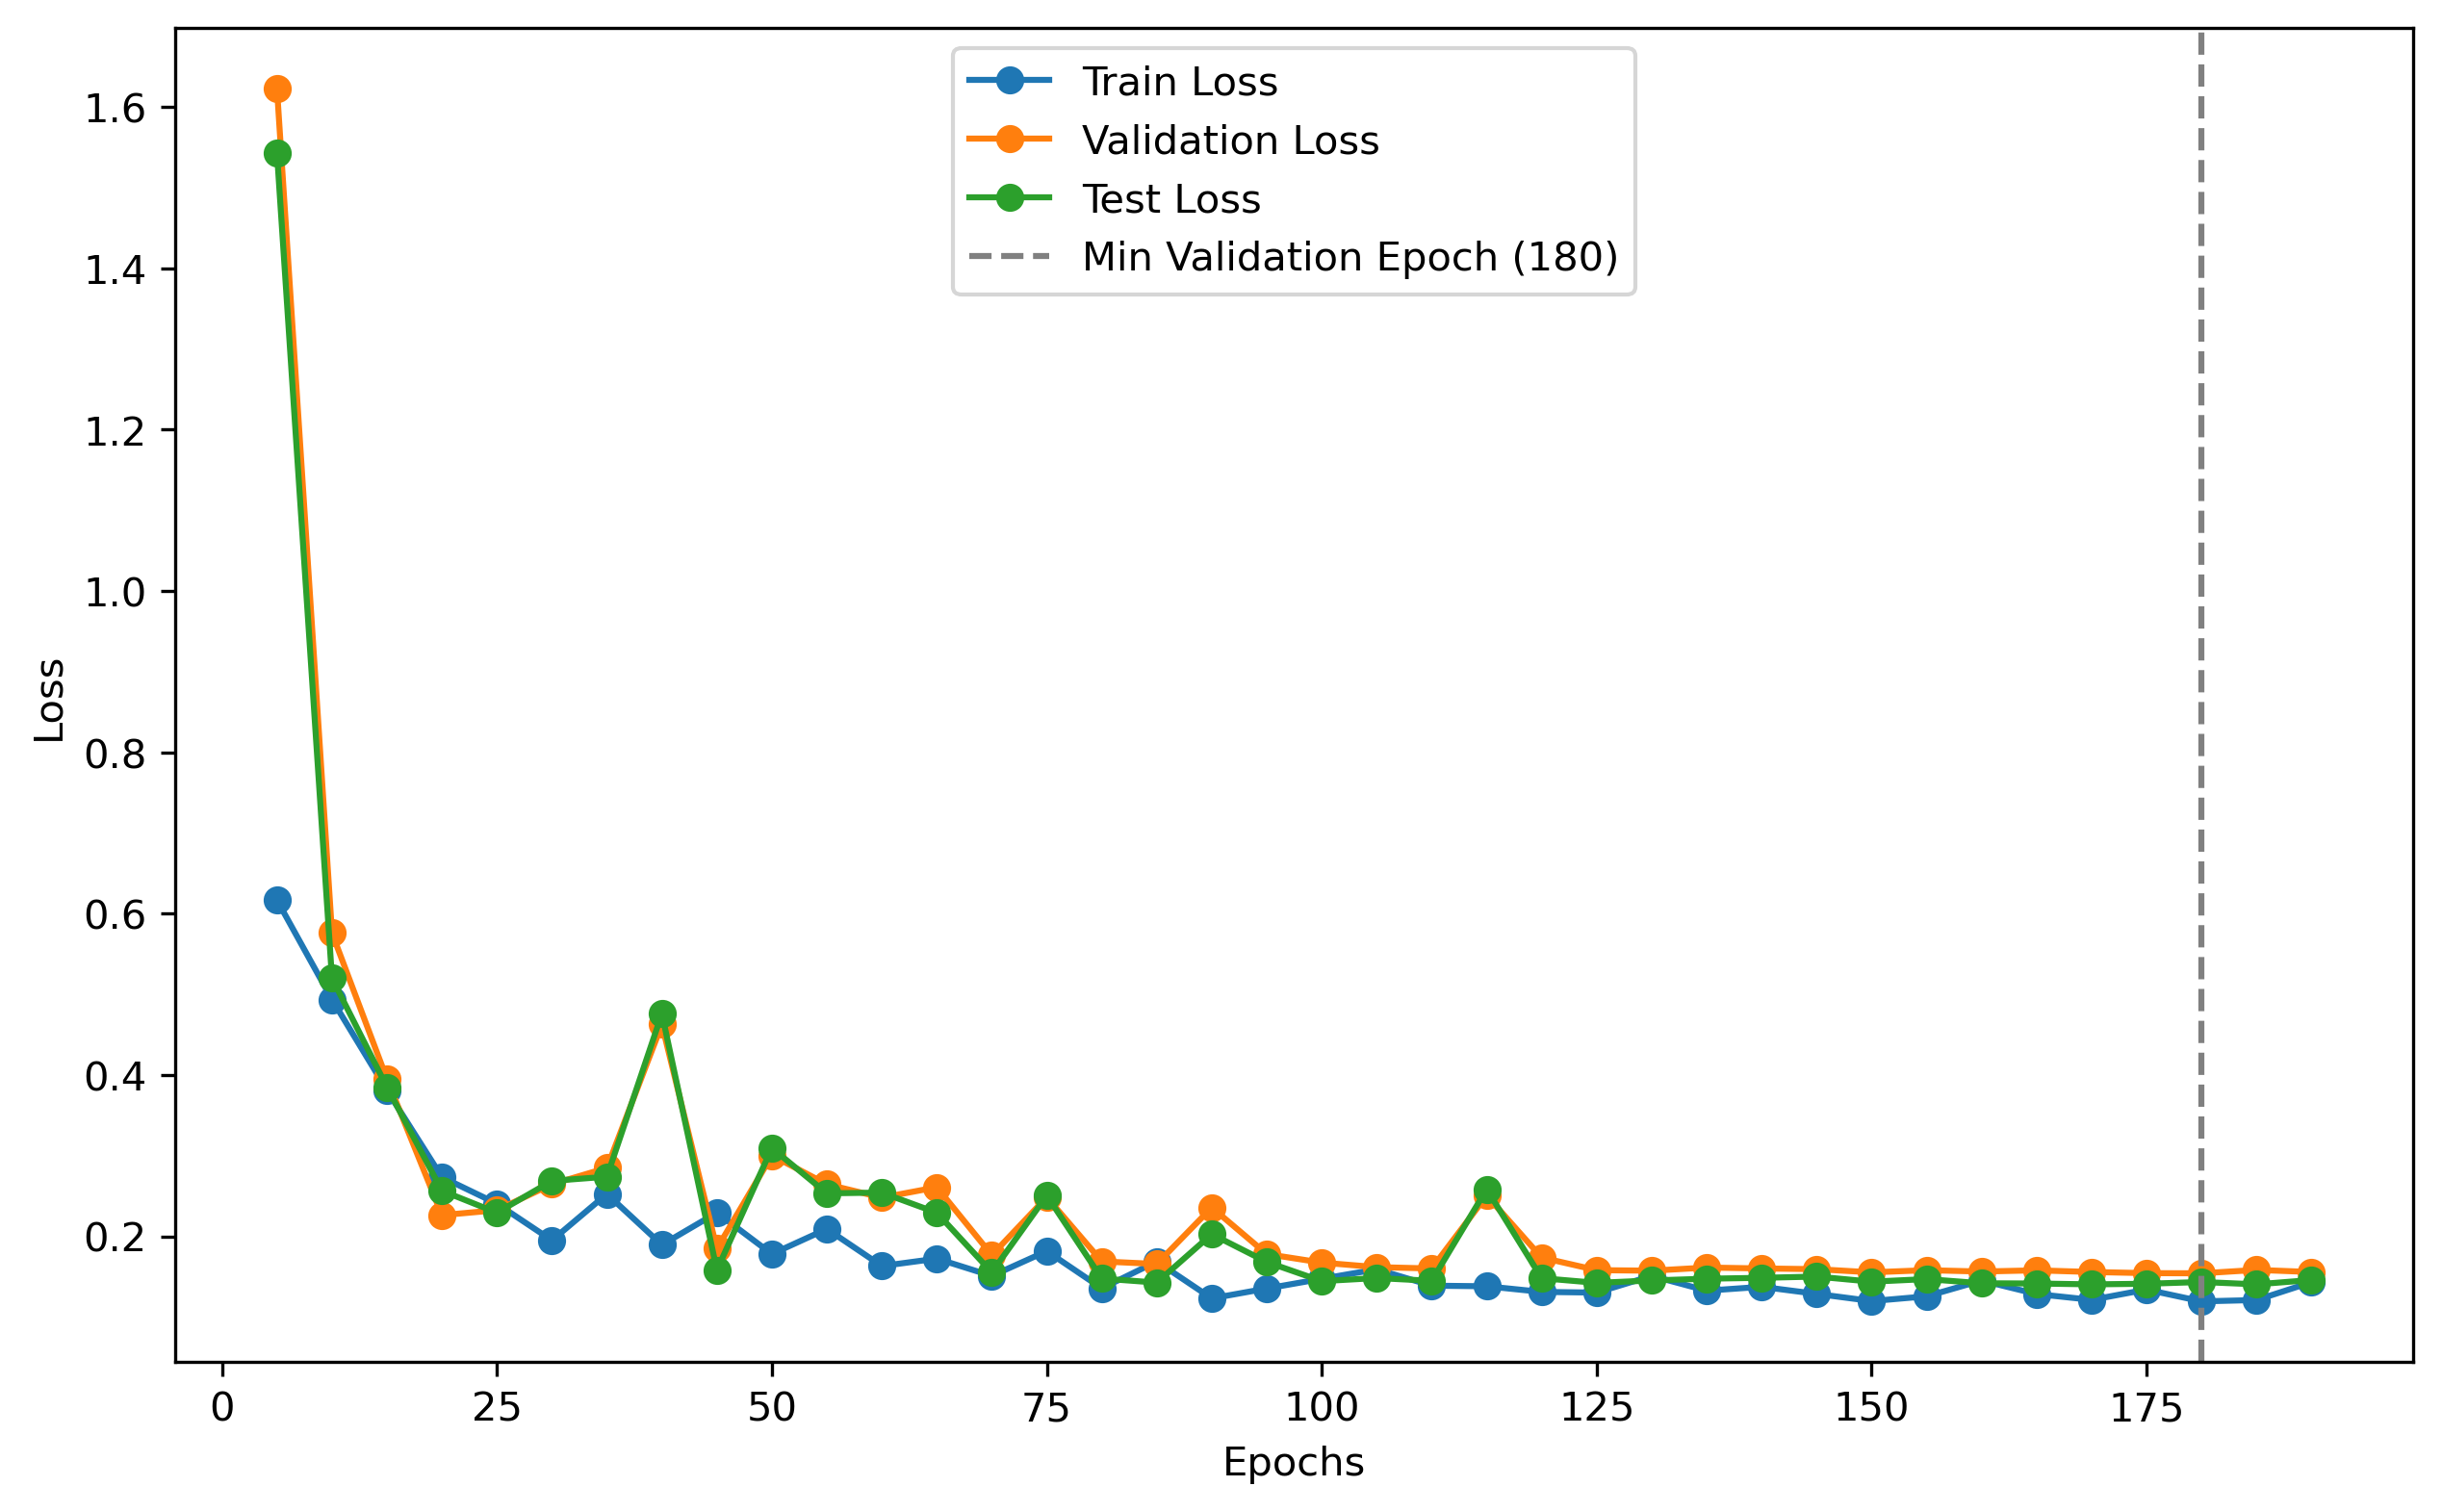 Train Loss
Validation Loss
Test Loss
Min Validation Epoch (180)
1.6
1.4
1.2
1.0
0.8
0.6
0.4
0.2
Loss
0 25 50 75 100 125 150 175
Epochs